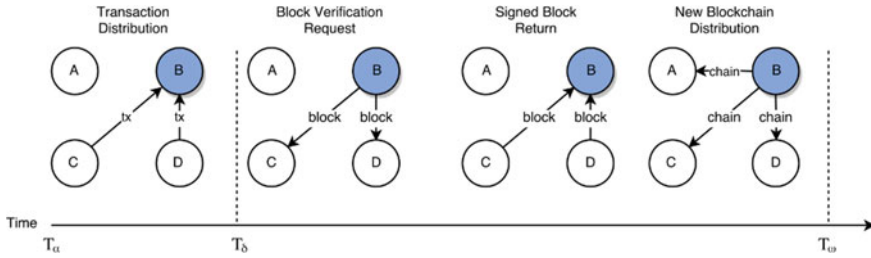 Transaction
Distribution
Block Verification
Request
Signed Block
Return
New Blockchain
Distribution
A
B
A
B
A
B
A
B
chain
tx
tx
block
block
block
block
chain
chain
C
D
C
D
C
D
C
D
Time
Tα
Tδ
Tω